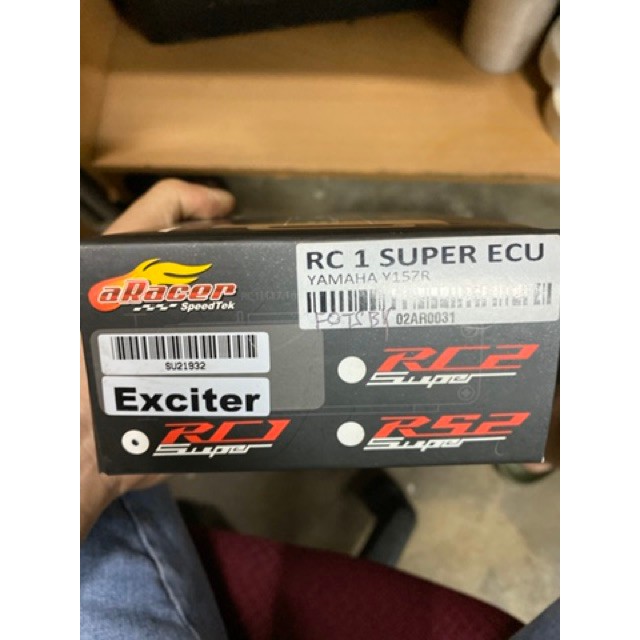 aRacer
SpeedTek
RC 1 SUPER ECU
YAMAHA Y15ZR
02AR0031
SU21932
Exciter
RC2
Super
RC1
Super
RS2
Super